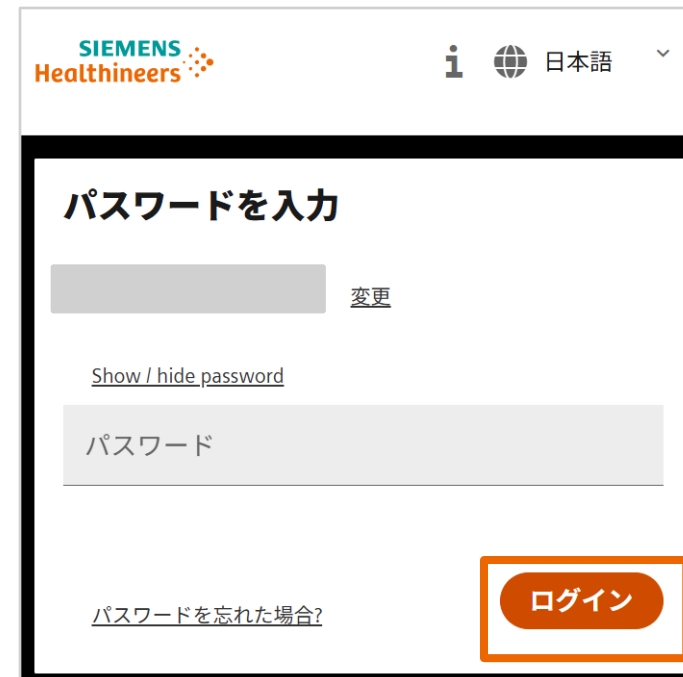 SIEMENS
Healthineers
i 日本語
パスワードを入力
変更
Show / hide password
パスワード
パスワードを忘れた場合?
ログイン